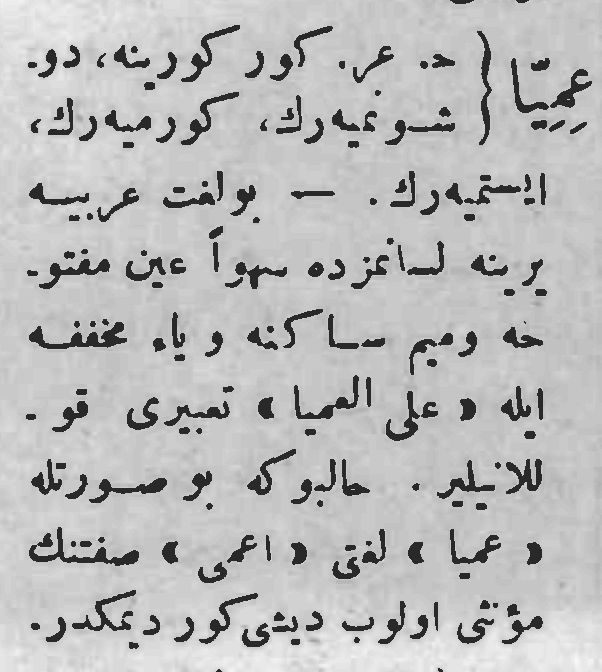 عِمِيّا { ح. عر. كور كورينه، دو-
شونميه‌رك، كورميه‌رك،
ايستميه‌رك. — بولغت عربيه
يرينه لسانمزده سهواً عين مفتو-
حه وميم ساكنه و ياء مخففه
ايله « على العميا » تعبيرى قو-
للانيلير. حالبوكه بو صورتله
« عميا » لغتى « اعمى » صفتنك
مؤنثى اولوب ديشى كور ديمكدر.